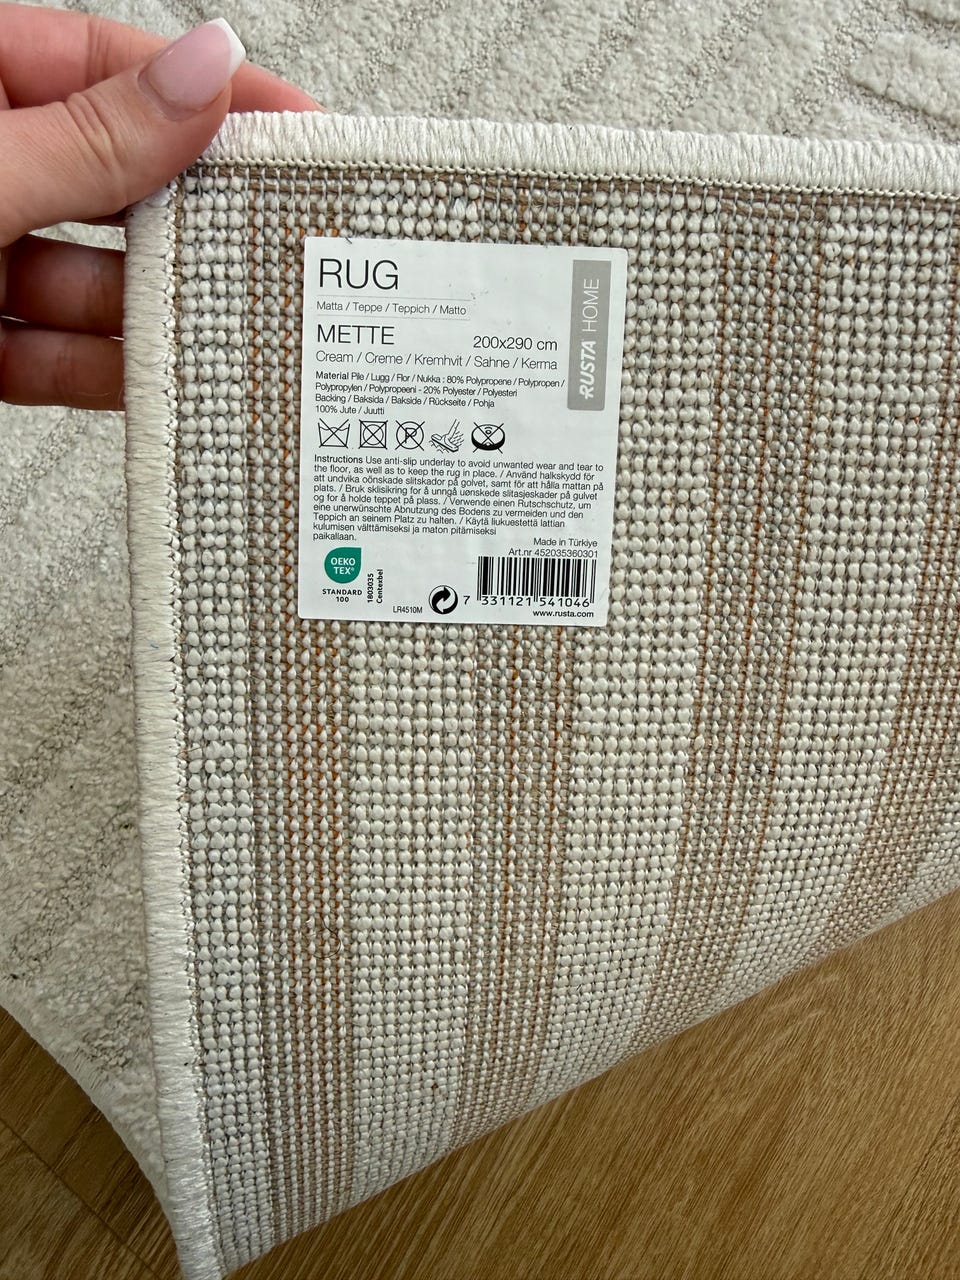 RUG
Matta / Teppe / Teppich / Matto
METTE
200x290 cm
Cream / Creme / Kremhvit / Sahne / Kerma
Material Pile / Lugg / Flor / Nukka : 80% Polypropene / Polypropen /
Polypropylen / Polypropeeni - 20% Polyester / Polyesteri
Backing / Baksida / Bakside / Rückseite / Pohja
100% Jute / Juutti
Instructions Use anti-slip underlay to avoid unwanted wear and tear to
the floor, as well as to keep the rug in place. / Använd halkskydd för
att undvika oönskade slitskador på golvet, samt för att hålla mattan på
plats. / Bruk sklisikring for å unngå uønskede slitasjeskader på gulvet
og for å holde teppet på plass. / Verwende einen Rutschschutz, um
eine unerwünschte Abnutzung des Bodens zu vermeiden und den
Teppich an seinem Platz zu halten. / Käytä liukuestettä lattian
kulumisen välttämiseksi ja maton pitämiseksi
paikallaan.
RUSTA HOME
Made in Türkiye
Art.nr 452035360301
OEKO
TEX®
STANDARD
100
1803035
Centexbel
LR4510M
7 331121 541046
www.rusta.com